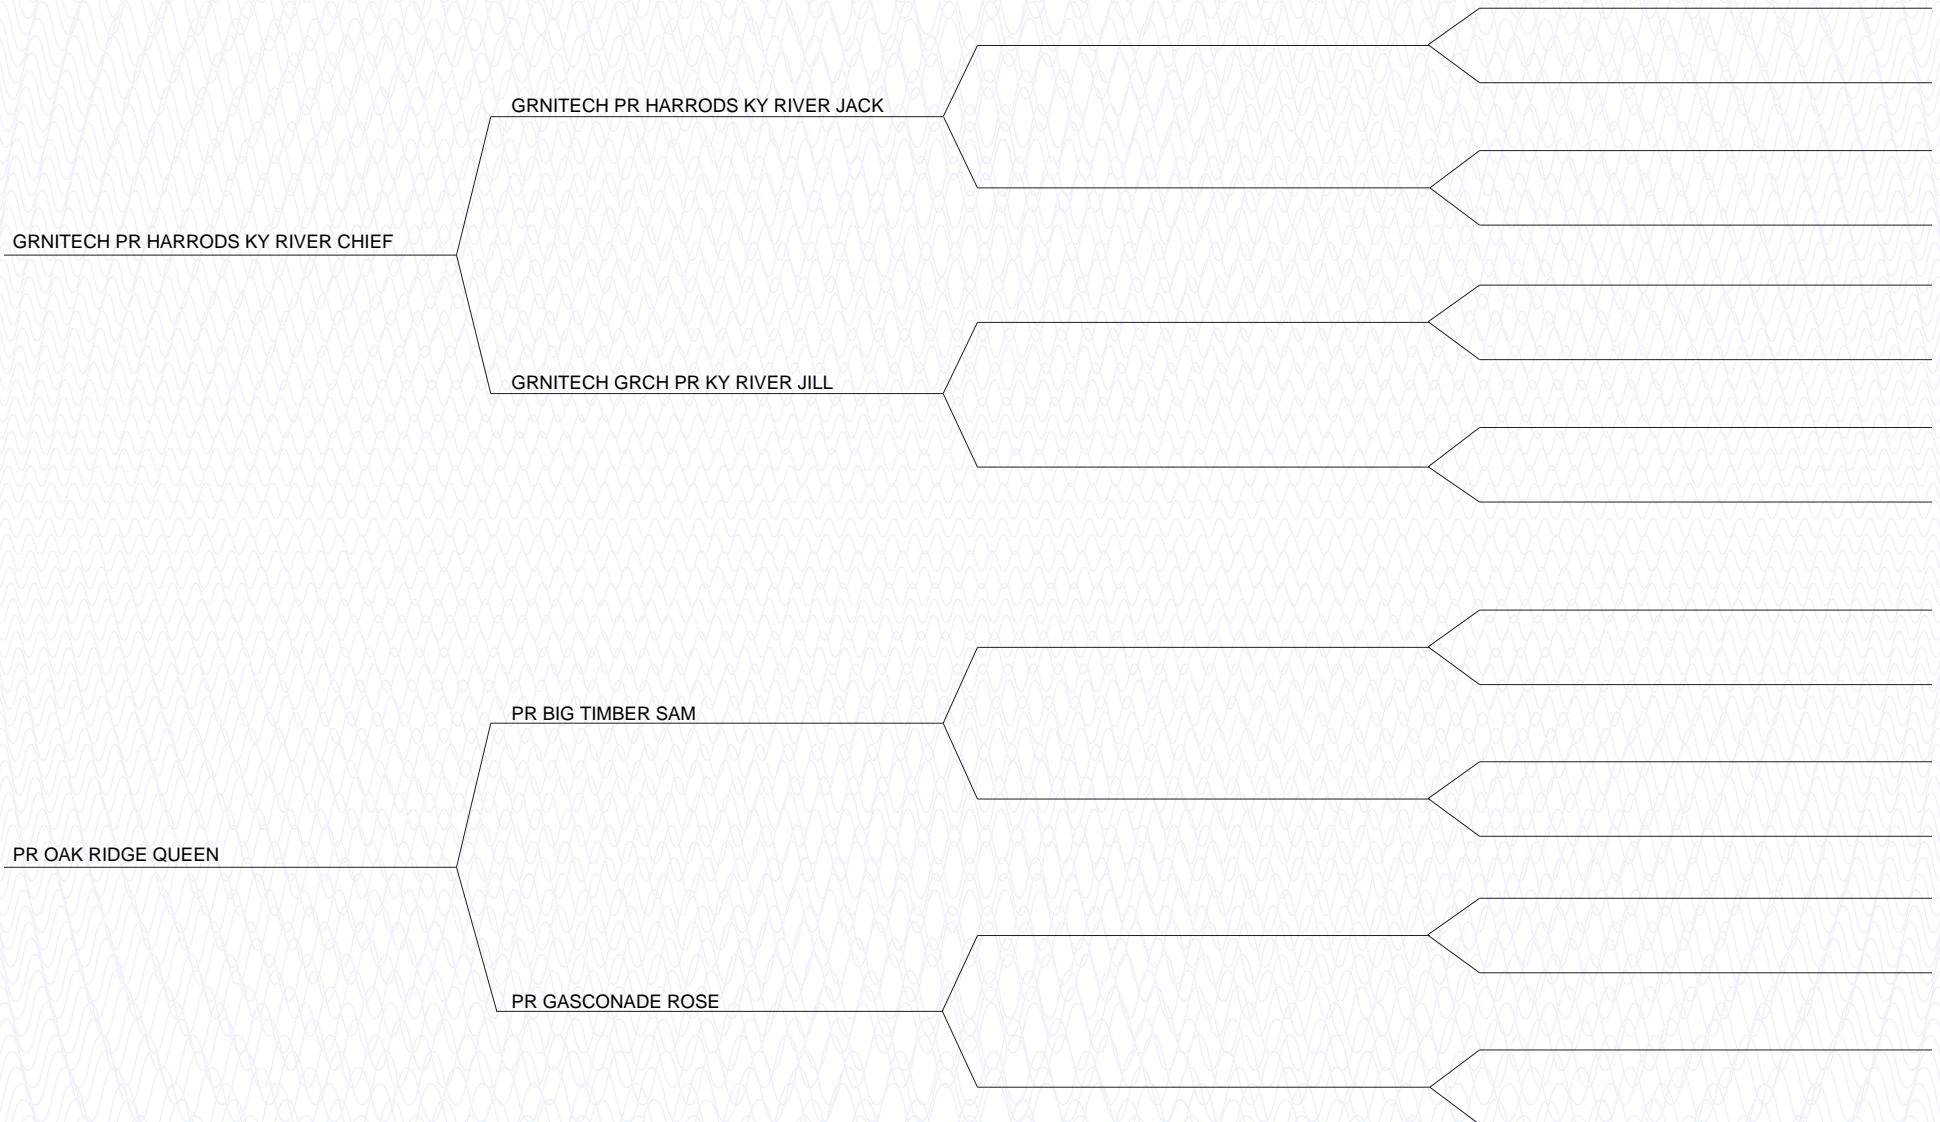 GRNITECH PR HARRODS KY RIVER JACK
GRNITECH PR HARRODS KY RIVER CHIEF
GRNITECH GRCH PR KY RIVER JILL
PR BIG TIMBER SAM
PR OAK RIDGE QUEEN
PR GASCONADE ROSE